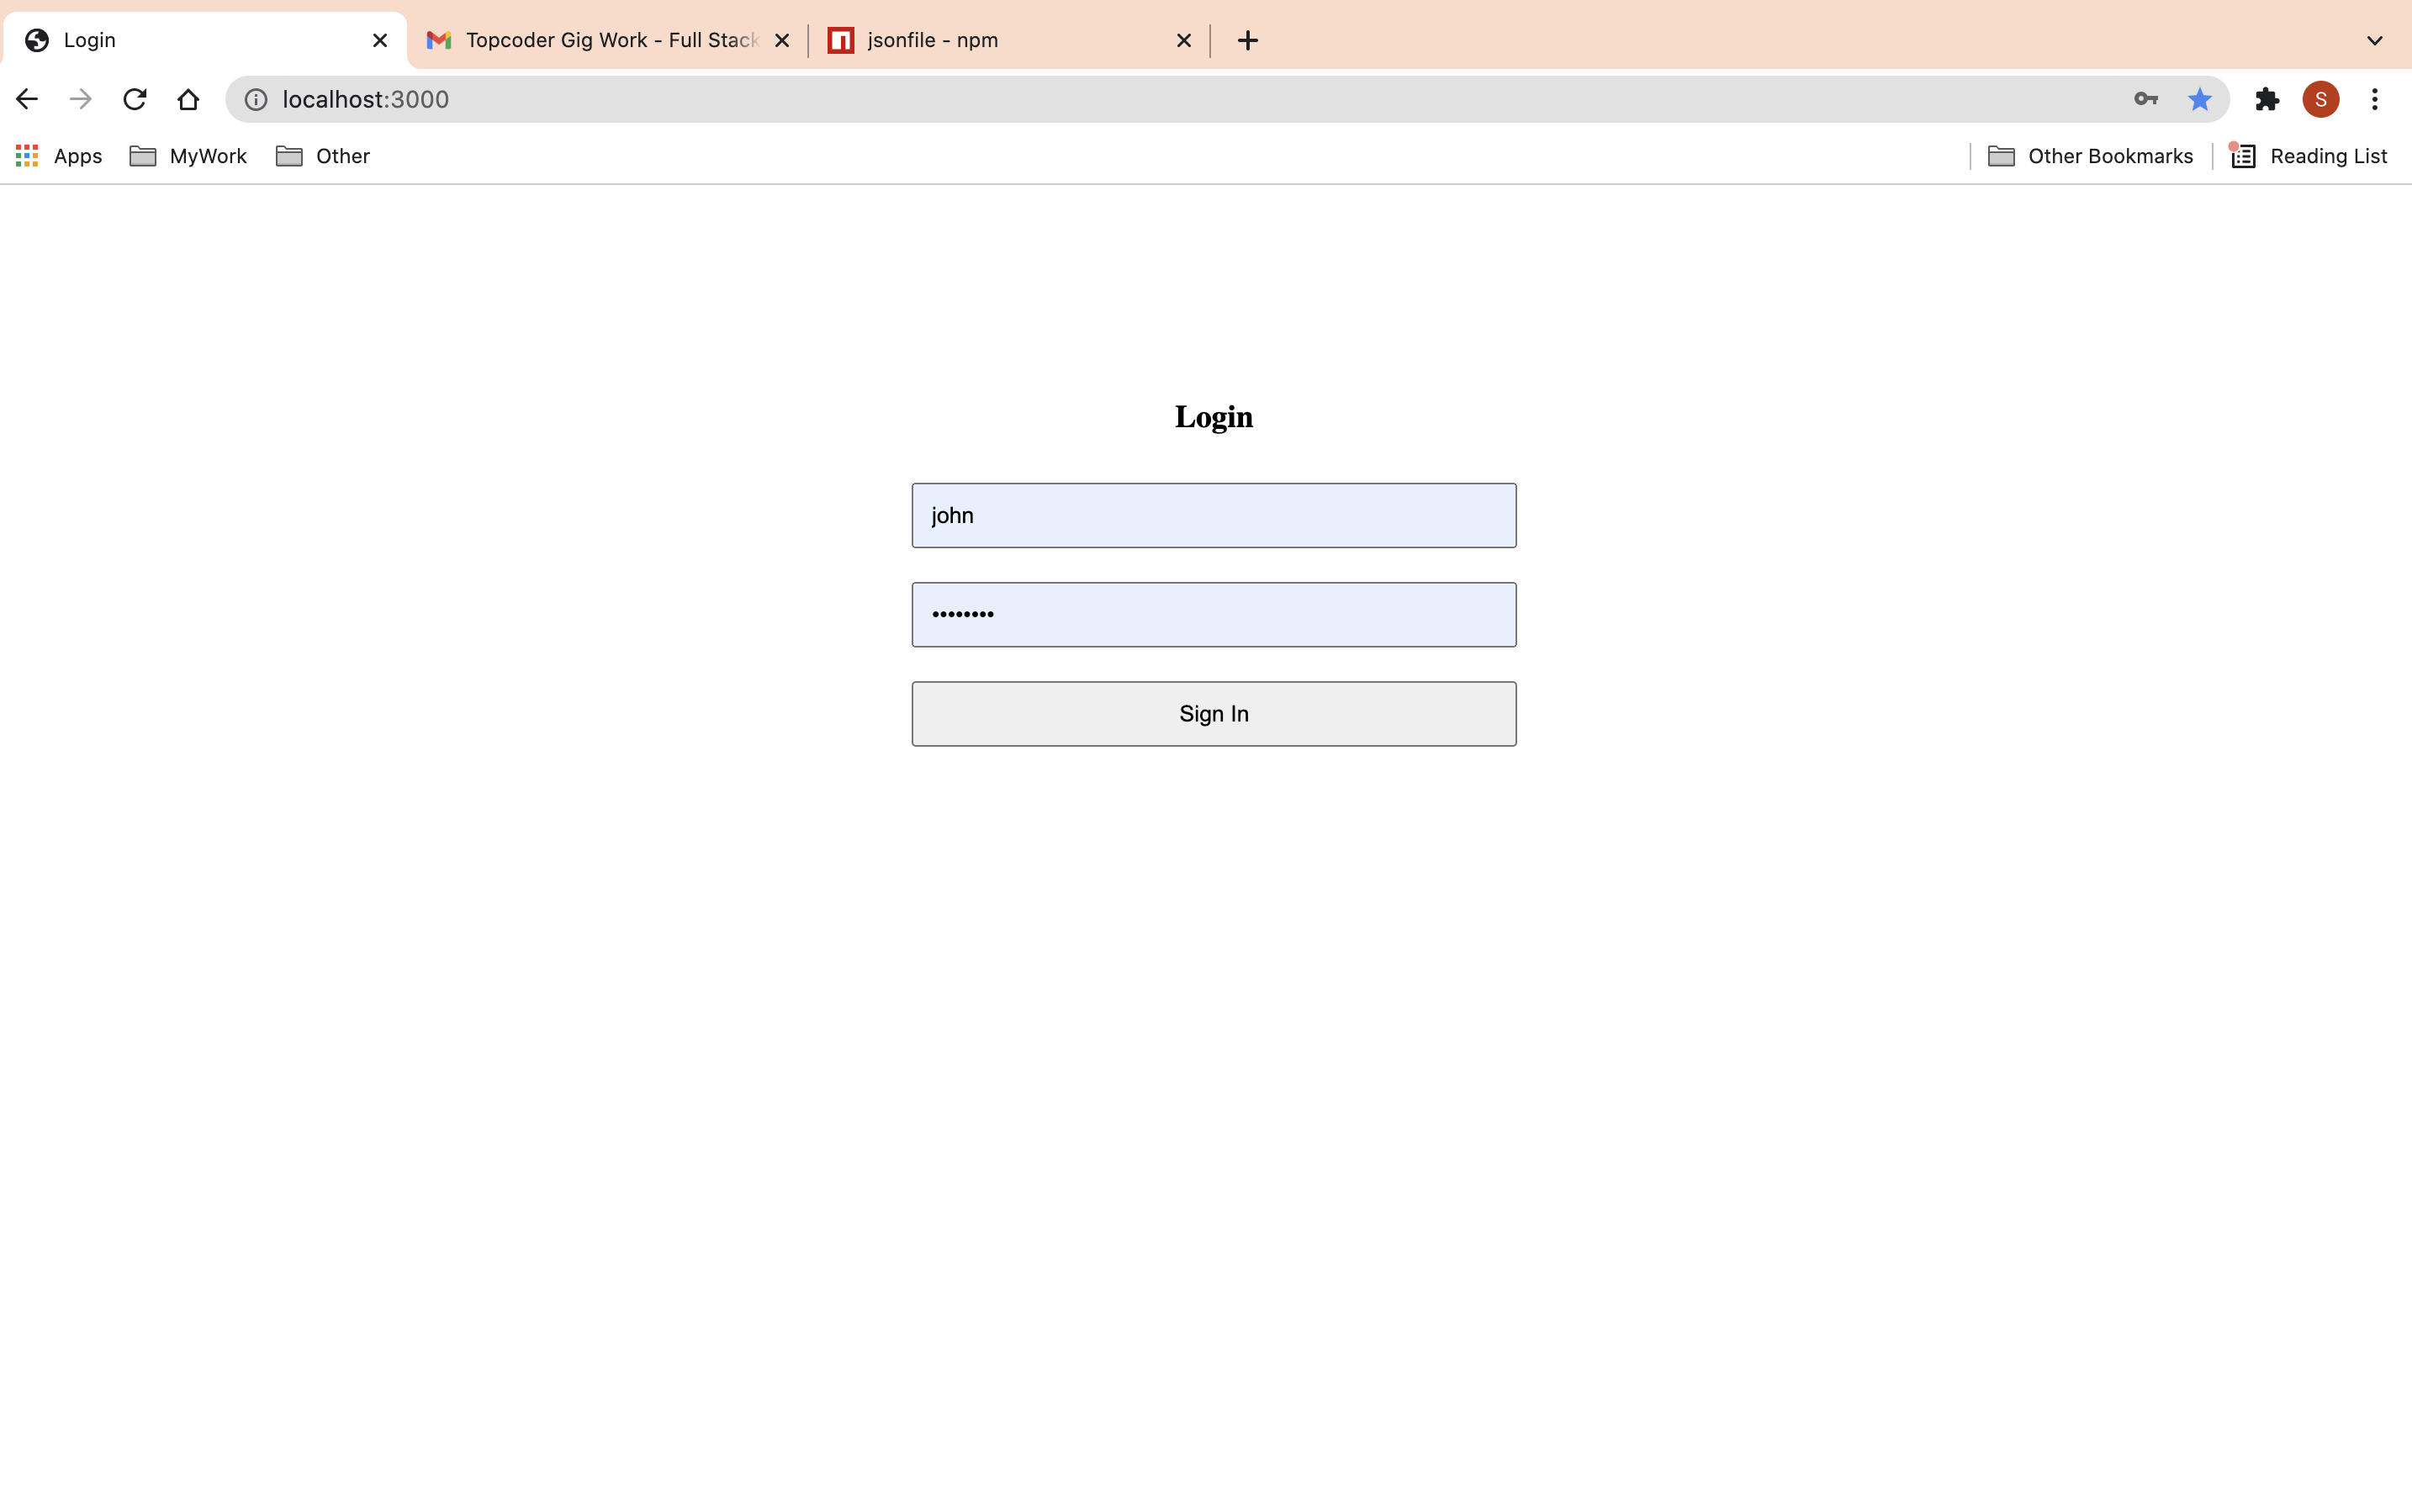 Login
Topcoder Gig Work - Full Stack
jsonfile - npm
localhost:3000
S
Apps
MyWork
Other
Other Bookmarks
Reading List
Login
john
••••••••
Sign In